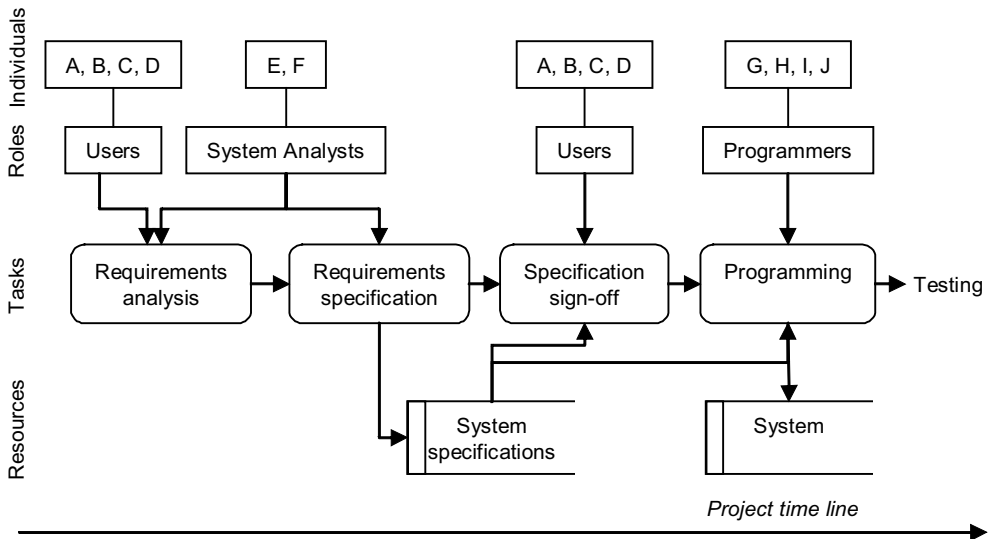 Individuals
A, B, C, D
E, F
A, B, C, D
G, H, I, J
Roles
Users
System Analysts
Users
Programmers
Tasks
Requirements
analysis
Requirements
specification
Specification
sign-off
Programming
Testing
Resources
System
specifications
System
Project time line